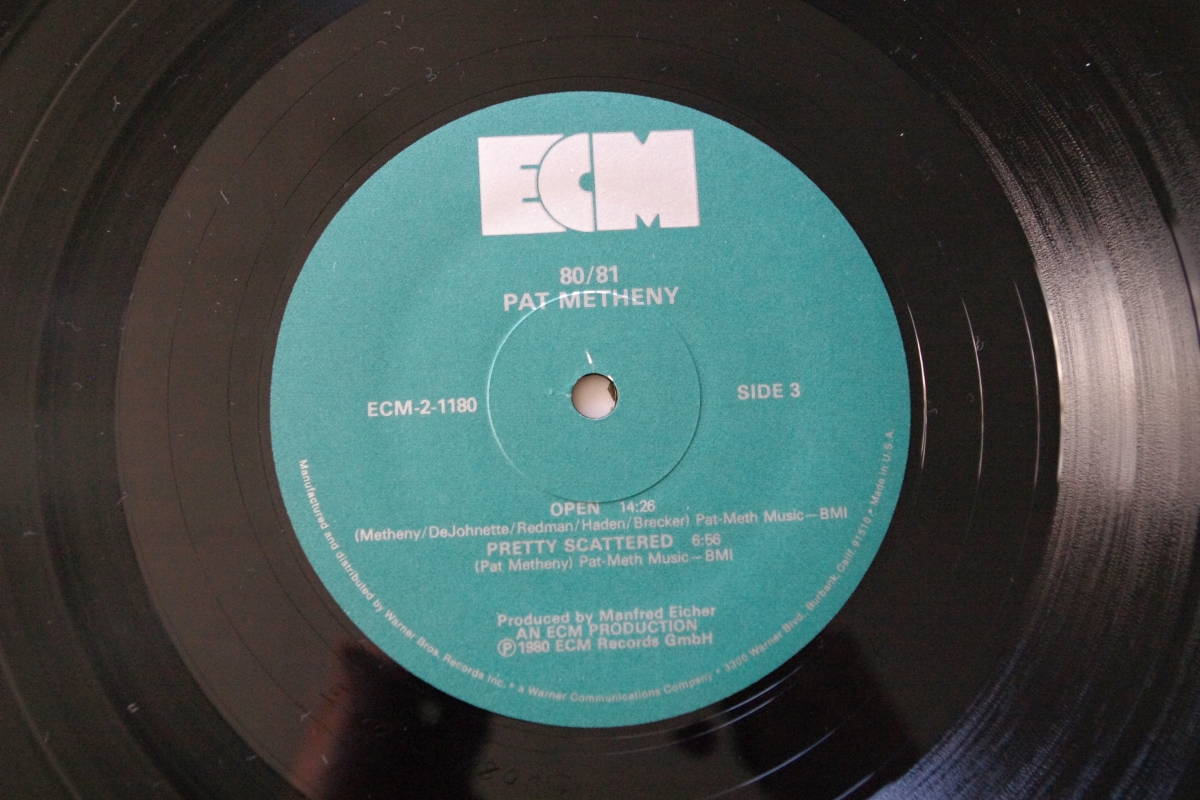 ECM
80/81
PAT METHENY
ECM-2-1180
SIDE 3
OPEN 14:26
(Metheny/DeJohnette/Redman/Haden/Brecker) Pat-Meth Music—BMI
PRETTY SCATTERED 6:56
(Pat Metheny) Pat-Meth Music—BMI
Produced by Manfred Eicher
AN ECM PRODUCTION
℗1980 ECM Records GmbH
Manufactured and distributed by Warner Bros. Records Inc. • a Warner Communications Company • 3300 Warner Blvd. Burbank, Calif. 91510 • Made in U.S.A.